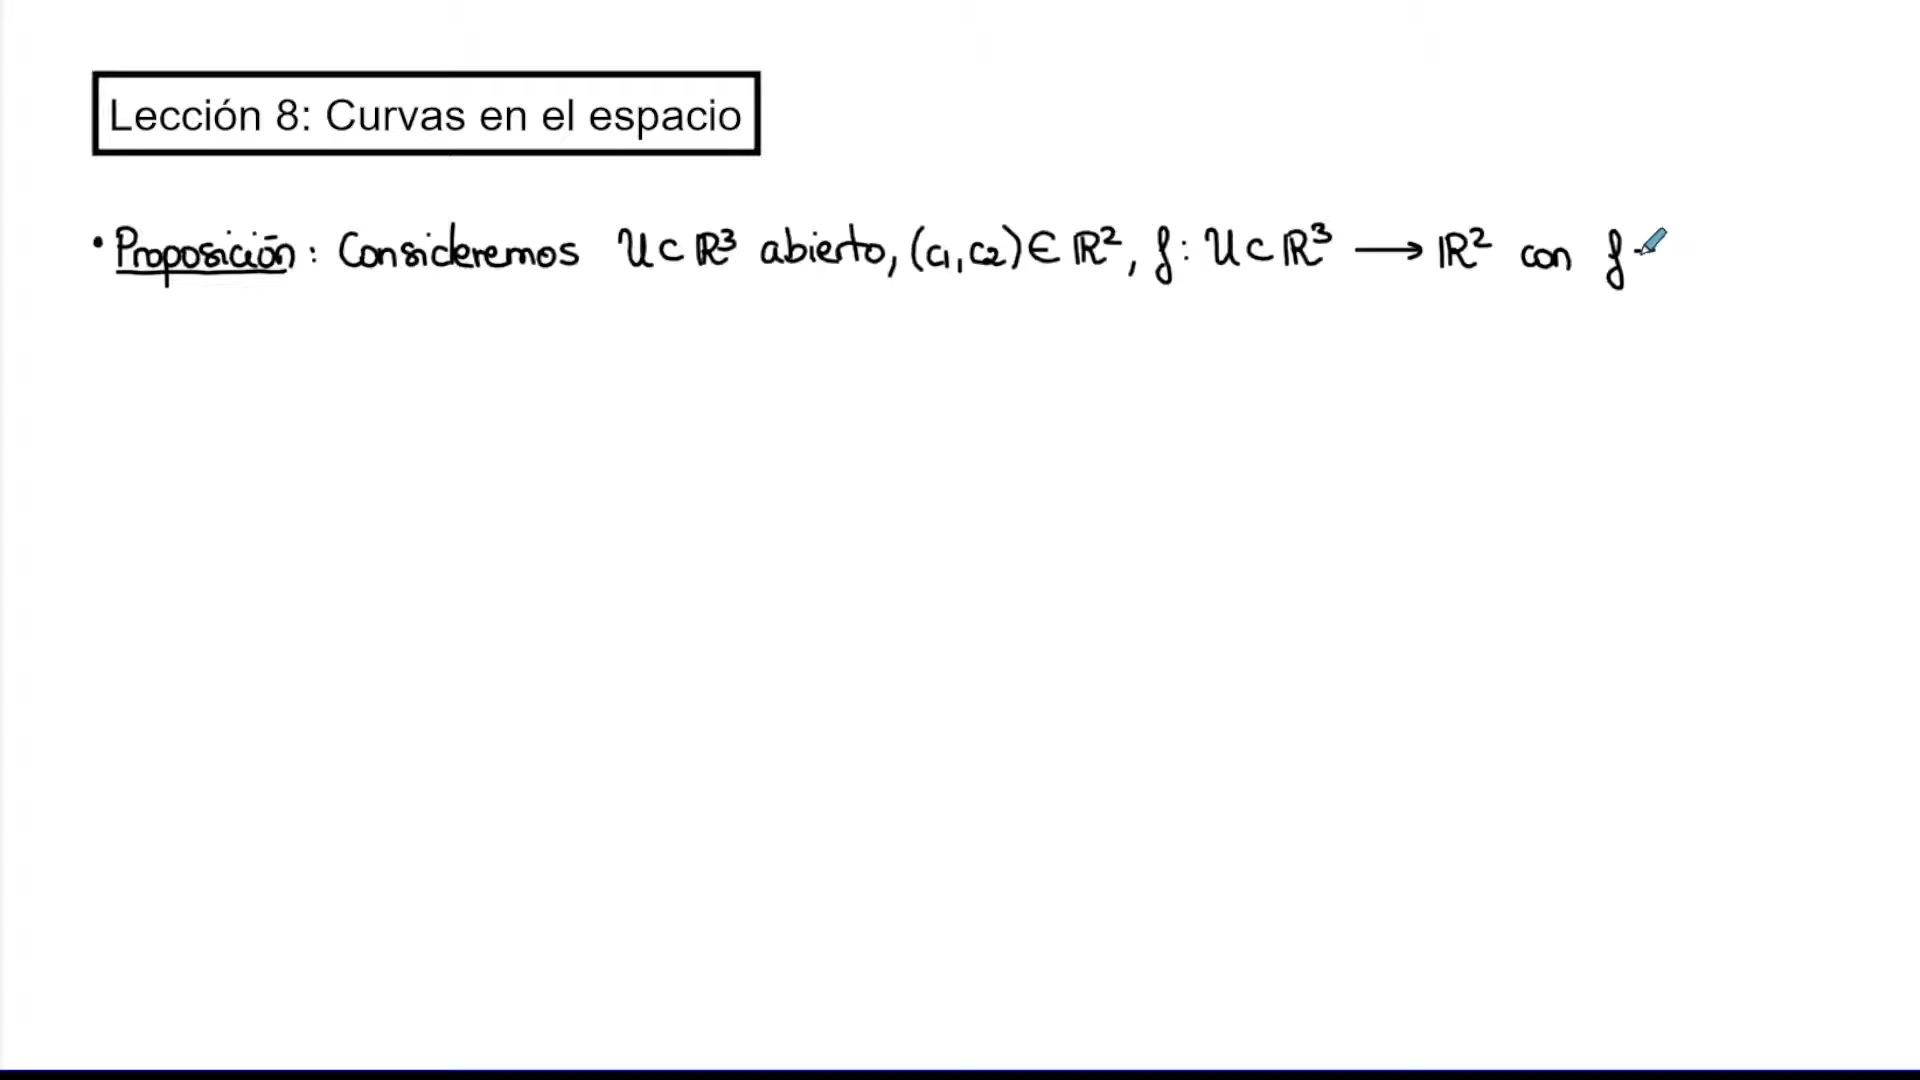 Lección 8: Curvas en el espacio
• Proposición: Consideremos U ⊂ ℝ³ abierto, (c₁, c₂) ∈ ℝ², f: U ⊂ ℝ³ ⟶ ℝ² con f